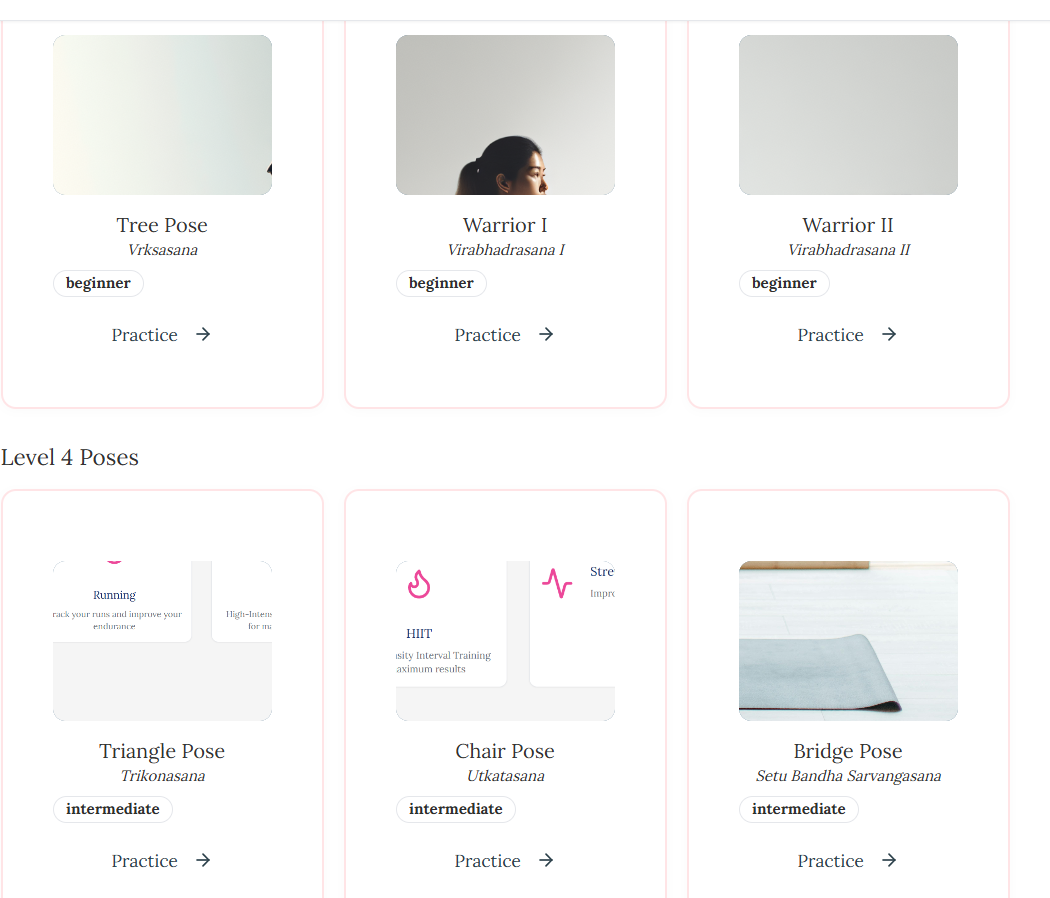 Tree Pose
Vrksasana
beginner
Practice
Warrior I
Virabhadrasana I
beginner
Practice
Warrior II
Virabhadrasana II
beginner
Practice
Level 4 Poses
Running
rack your runs and improve your
endurance
High-Intens
for ma
Triangle Pose
Trikonasana
intermediate
Practice
HIIT
nsity Interval Training
aximum results
Stre
Impro
Chair Pose
Utkatasana
intermediate
Practice
Bridge Pose
Setu Bandha Sarvangasana
intermediate
Practice